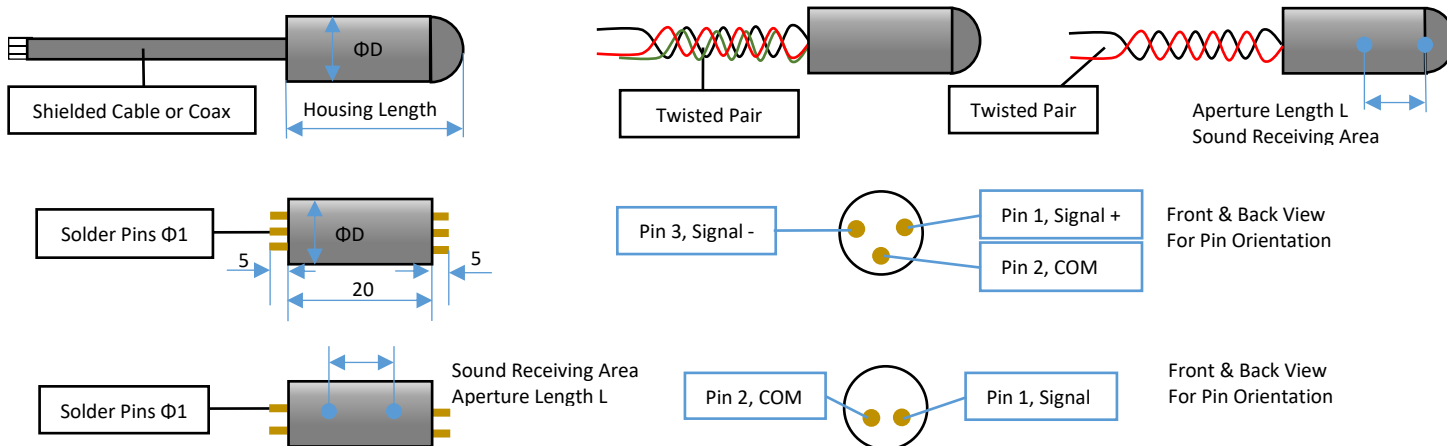 ΦD
Shielded Cable or Coax
Housing Length
Twisted Pair
Twisted Pair
Aperture Length L
Sound Receiving Area
Solder Pins Φ1
ΦD
5
5
20
Pin 3, Signal -
Pin 1, Signal +
Pin 2, COM
Front & Back View
For Pin Orientation
Solder Pins Φ1
Sound Receiving Area
Aperture Length L
Pin 2, COM
Pin 1, Signal
Front & Back View
For Pin Orientation